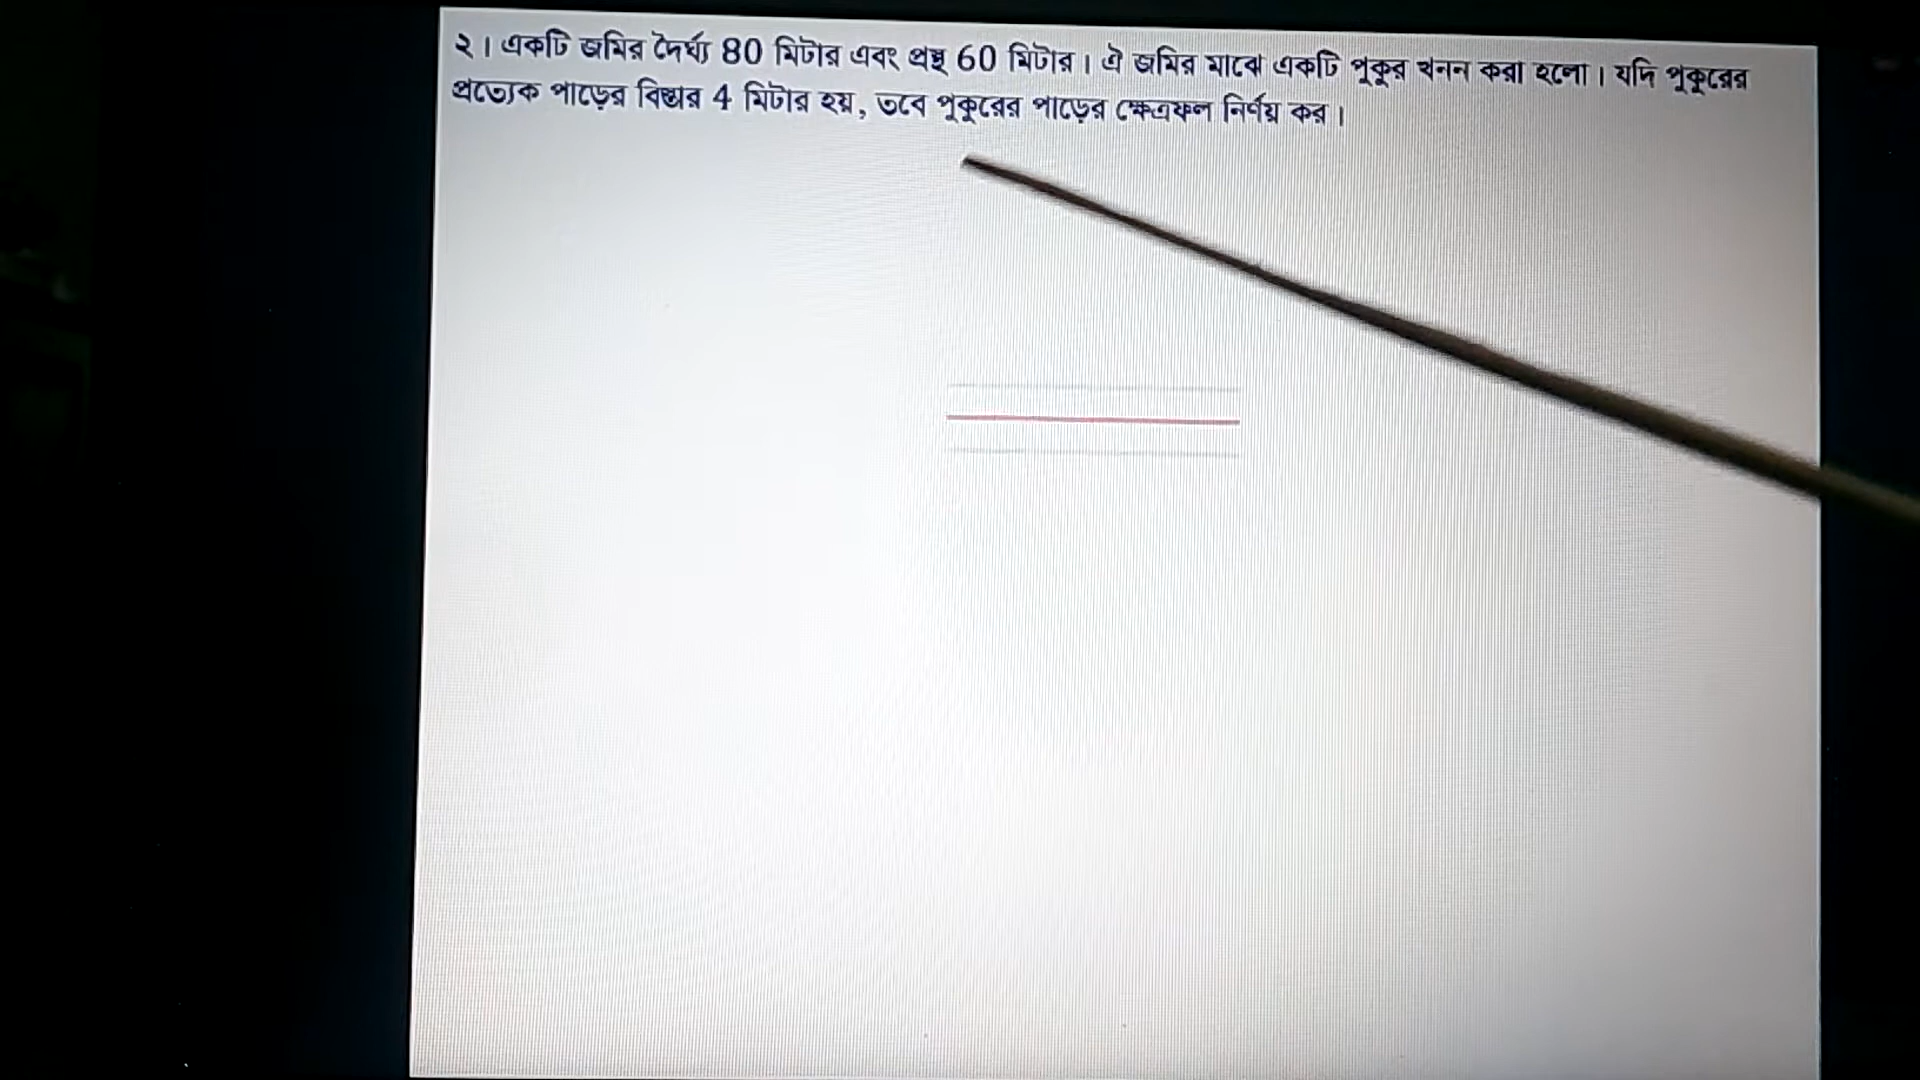 ২। একটি জমির দৈর্ঘ্য 80 মিটার এবং প্রস্থ 60 মিটার। ঐ জমির মাঝে একটি পুকুর খনন করা হলো। যদি পুকুরের
প্রত্যেক পাড়ের বিস্তার 4 মিটার হয়, তবে পুকুরের পাড়ের ক্ষেত্রফল নির্ণয় কর।